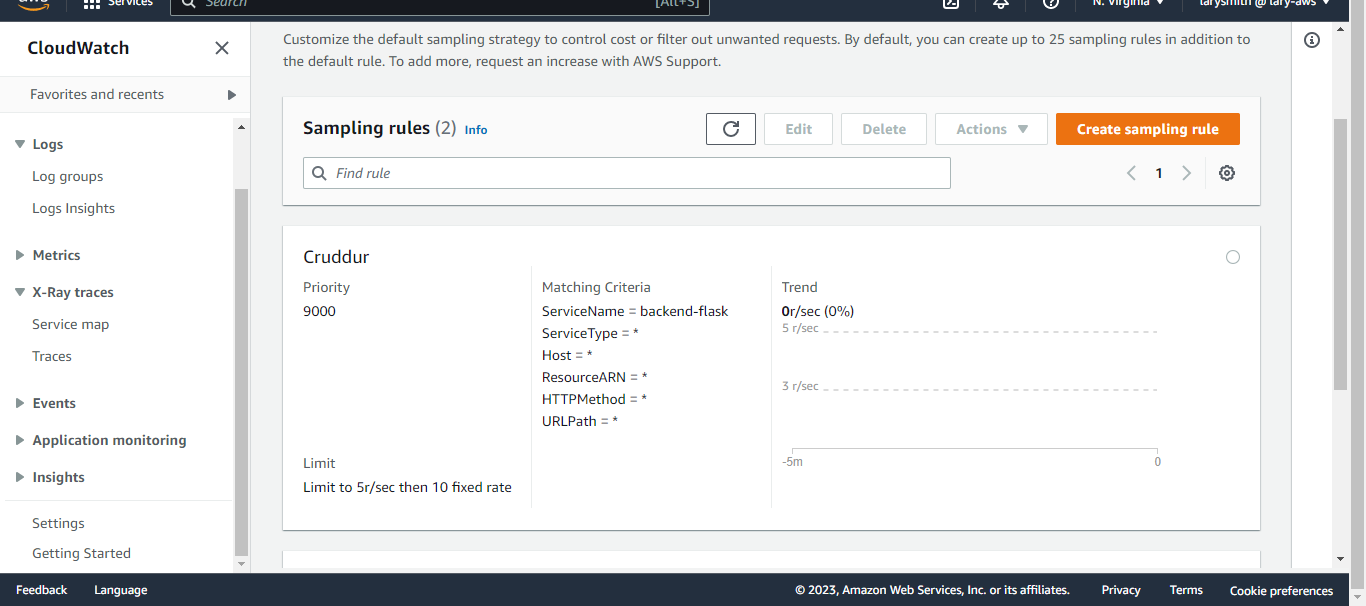 aws
Services
Search
[Alt+S]
N. Virginia
larysmith @ lary-aws
CloudWatch
Favorites and recents
Logs
Log groups
Logs Insights
Metrics
X-Ray traces
Service map
Traces
Events
Application monitoring
Insights
Settings
Getting Started
Customize the default sampling strategy to control cost or filter out unwanted requests. By default, you can create up to 25 sampling rules in addition to
the default rule. To add more, request an increase with AWS Support.
Sampling rules (2) Info
Edit
Delete
Actions
Create sampling rule
Find rule
1
Cruddur
Priority
9000
Limit
Limit to 5r/sec then 10 fixed rate
Matching Criteria
ServiceName = backend-flask
ServiceType = *
Host = *
ResourceARN = *
HTTPMethod = *
URLPath = *
Trend
0r/sec (0%)
5 r/sec
3 r/sec
-5m
0
Feedback
Language
© 2023, Amazon Web Services, Inc. or its affiliates.
Privacy
Terms
Cookie preferences